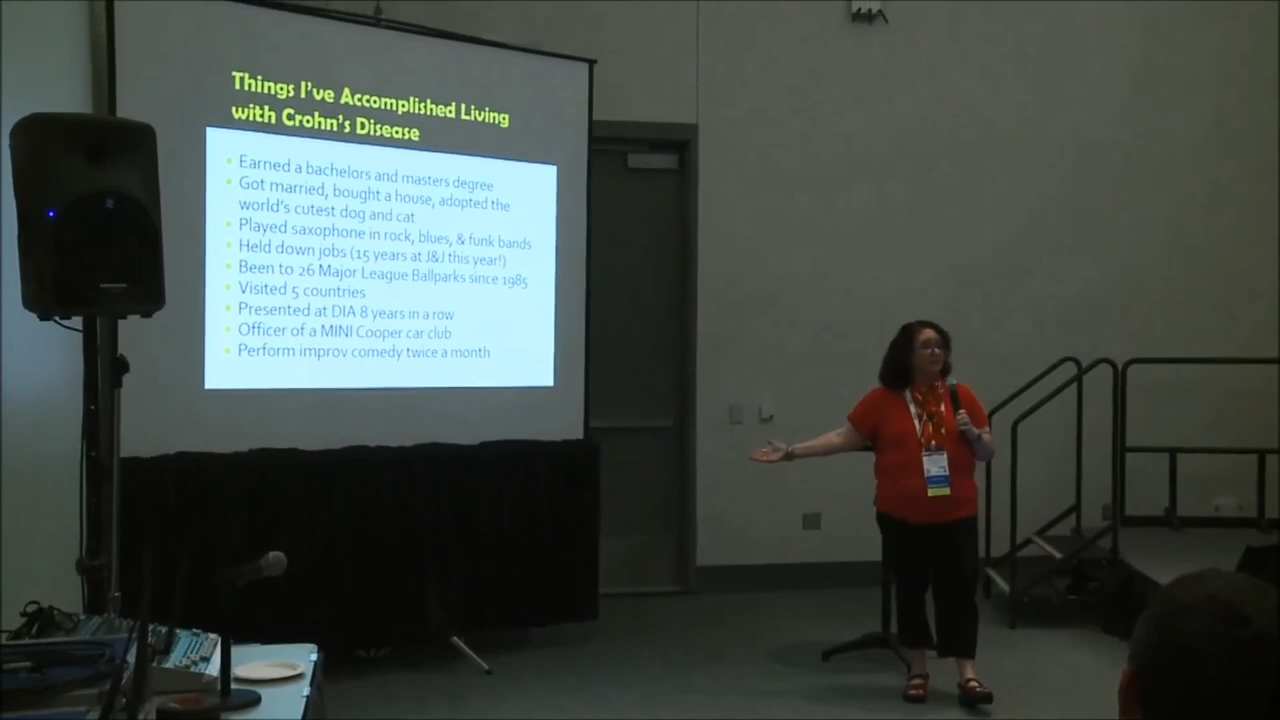 Things I've Accomplished Living
with Crohn's Disease
Earned a bachelors and masters degree
Got married, bought a house, adopted the
world's cutest dog and cat
Played saxophone in rock, blues, & funk bands
Held down jobs (15 years at J&J this year!)
Been to 26 Major League Ballparks since 1985
Visited 5 countries
Presented at DIA 8 years in a row
Officer of a MINI Cooper car club
Perform improv comedy twice a month